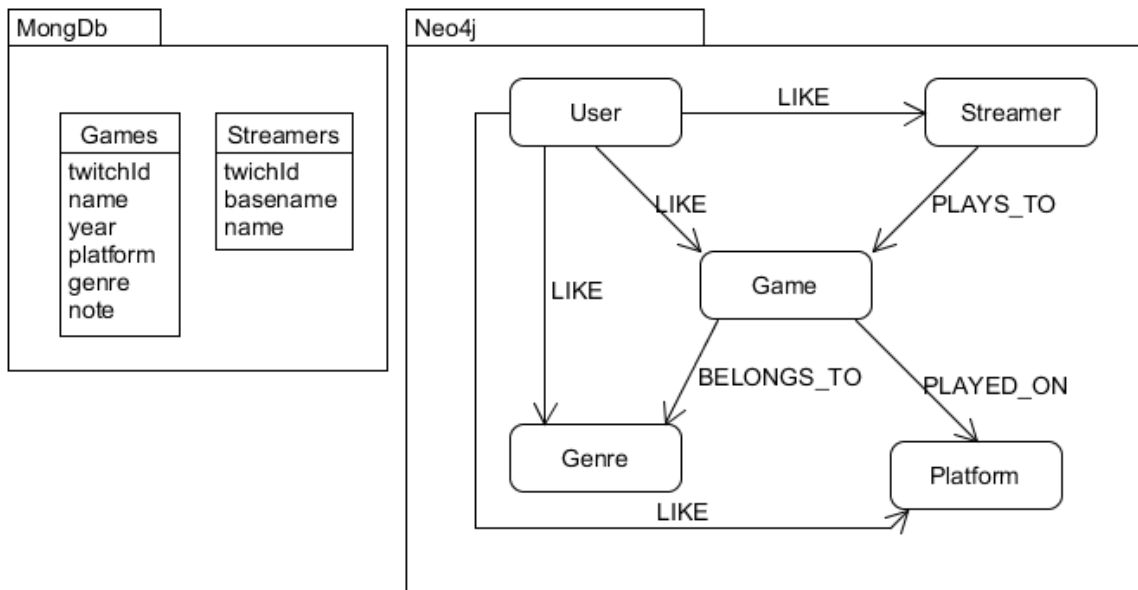 MongDb
Games
twitchId
name
year
platform
genre
note
Streamers
twichId
basename
name
Neo4j
User
LIKE
Streamer
LIKE
PLAYS_TO
LIKE
Game
BELONGS_TO
PLAYED_ON
Genre
Platform
LIKE